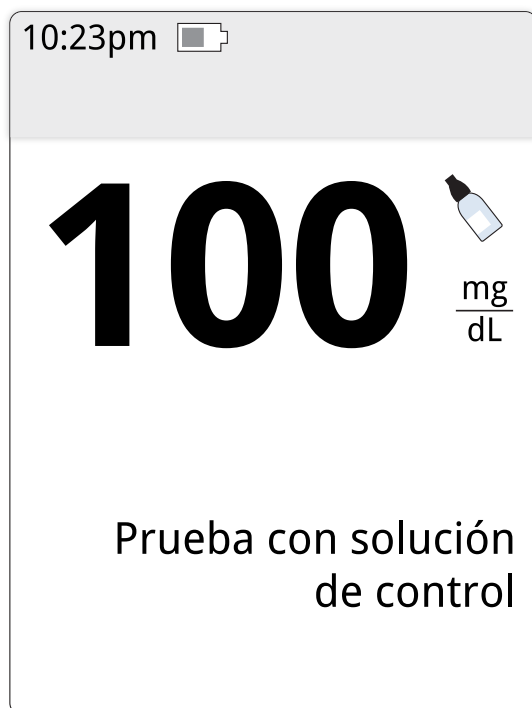 10:23pm
100
mg
dL
Prueba con solución
de control